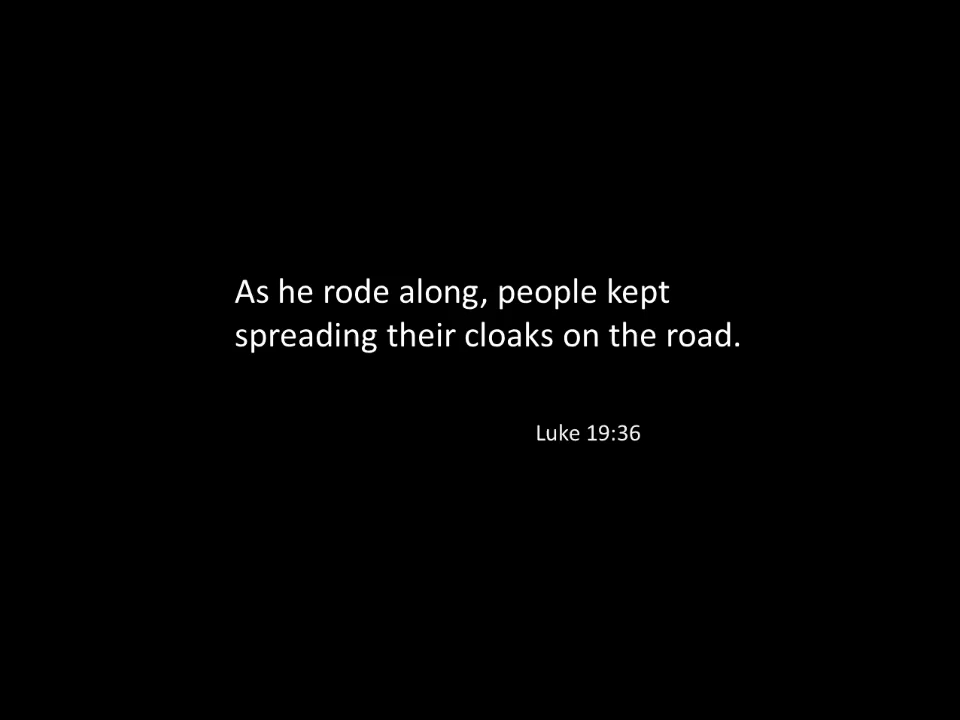 As he rode along, people kept
spreading their cloaks on the road.
Luke 19:36